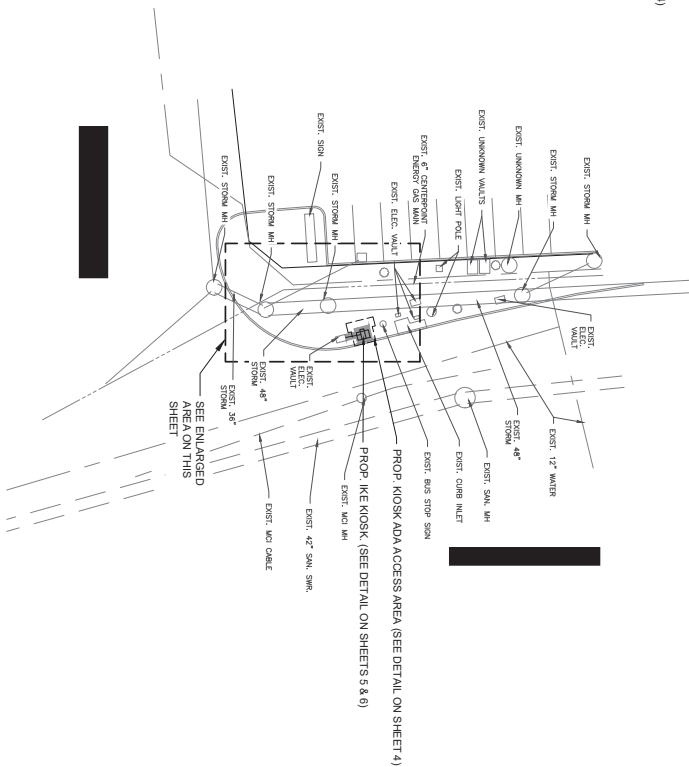 4)
EXIST. STORM MH
EXIST. STORM MH
EXIST. UNKNOWN MH
EXIST. UNKNOWN VAULTS
EXIST. LIGHT POLE
EXIST. 6" CENTERPOINT
ENERGY GAS MAIN
EXIST. ELEC. VAULT
EXIST. STORM MH
EXIST. SIGN
EXIST. STORM MH
EXIST. STORM MH
EXIST.
ELEC.
VAULT
EXIST. 12" WATER
EXIST. 48"
STORM
EXIST. SAN. MH
EXIST. CURB INLET
EXIST. BUS STOP SIGN
PROP. KIOSK ADA ACCESS AREA (SEE DETAIL ON SHEET 4)
PROP. IKE KIOSK. (SEE DETAIL ON SHEETS 5 & 6)
EXIST. MCI MH
EXIST.
ELEC.
VAULT
EXIST. 42" SAN. SWR.
EXIST. 48"
STORM
EXIST. MCI CABLE
EXIST. 36"
STORM
SEE ENLARGED
AREA ON THIS
SHEET